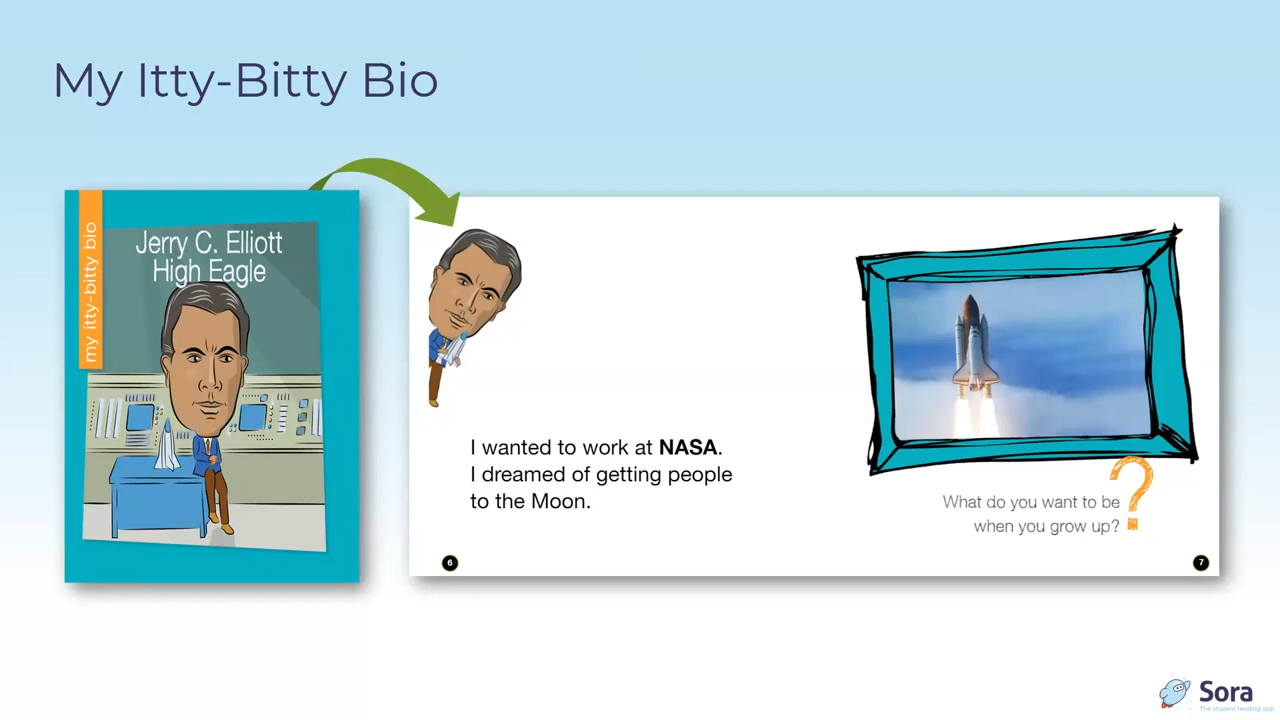 My Itty-Bitty Bio
my itty-bitty bio
Jerry C. Elliott
High Eagle
I wanted to work at NASA.
I dreamed of getting people
to the Moon.
What do you want to be
when you grow up?
?
6
7
Sora
The student reading app